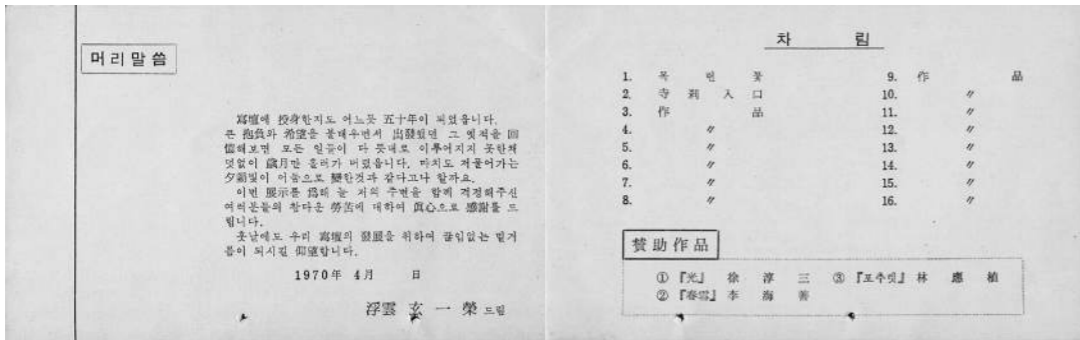 머리말씀
寫壇에 投身한지도 어느듯 五十年이 되었읍니다.
큰 抱負와 希望을 불태우면서 出發했던 그 옛적을 回
憶해보면 모든 일들이 다 뜻대로 이루어지지 못한채
덧없이 歲月만 흘러가 버렸읍니다. 마치도 저물어가는
夕陽빛이 어둠으로 變한것과 같다고나 할까요.
이번 展示를 爲해 늘 저의 주변을 함께 걱정해주신
여러분들의 참다운 勞苦에 대하여 眞心으로 感謝를 드
립니다.
훗날에도 우리 寫壇의 發展을 위하여 끊임없는 밑거
름이 되시길 仰望합니다.
1970年 4月 日
浮雲 玄一榮 드림
차 림
1. 목 련 꽃
2. 寺刹入口
3. 作 品
4. 〃
5. 〃
6. 〃
7. 〃
8. 〃
9. 作 品
10. 〃
11. 〃
12. 〃
13. 〃
14. 〃
15. 〃
16. 〃
贊助作品
① 『光』 徐 淳 三 ③ 『포추릿』 林 應 植
② 『春雪』 李 海 善